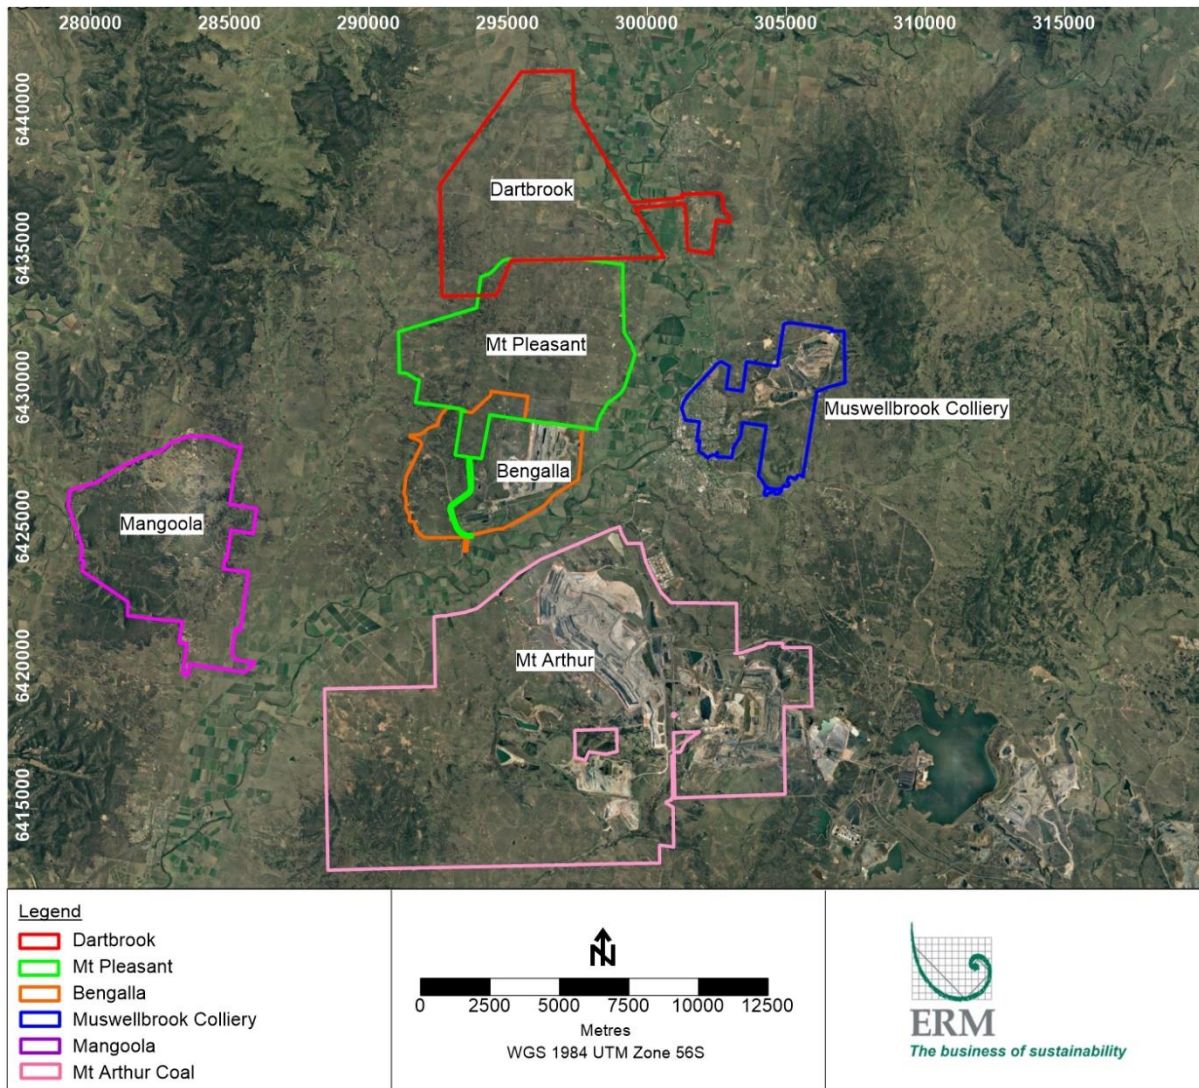 280000 285000 290000 295000 300000 305000 310000 315000
6440000
6435000
6430000
6425000
6420000
6415000
Dartbrook
Mt Pleasant
Muswellbrook Colliery
Bengalla
Mangoola
Mt Arthur
Legend
Dartbrook
Mt Pleasant
Bengalla
Muswellbrook Colliery
Mangoola
Mt Arthur Coal
N
0 2500 5000 7500 10000 12500
Metres
WGS 1984 UTM Zone 56S
ERM
The business of sustainability